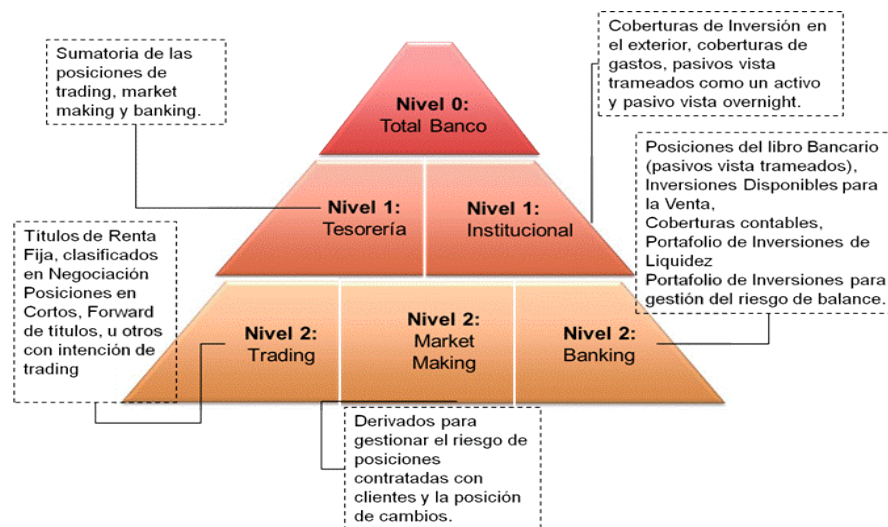 Sumatoria de las
posiciones de
trading, market
making y banking.
Coberturas de Inversión en
el exterior, coberturas de
gastos, pasivos vista
trameados como un activo
y pasivo vista overnight.
Nivel 0:
Total Banco
Nivel 1:
Tesorería
Nivel 1:
Institucional
Posiciones del libro Bancario
(pasivos vista trameados),
Inversiones Disponibles para
la Venta,
Coberturas contables,
Portafolio de Inversiones de
Liquidez
Portafolio de Inversiones para
gestión del riesgo de balance.
Títulos de Renta
Fija, clasificados
en Negociación
Posiciones en
Cortos, Forward
de títulos, u otros
con intención de
trading
Nivel 2:
Trading
Nivel 2:
Market
Making
Nivel 2:
Banking
Derivados para
gestionar el riesgo de
posiciones
contratadas con
clientes y la posición
de cambios.